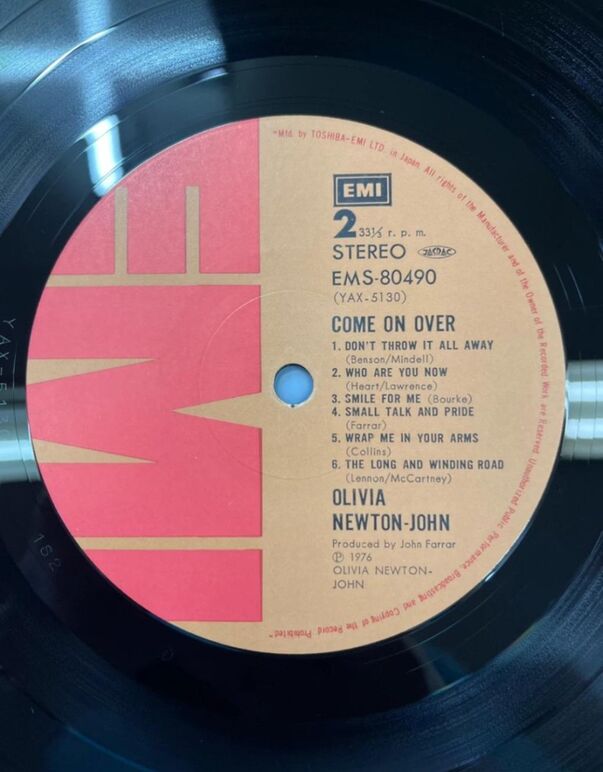 EMI
"Mfd. by TOSHIBA-EMI LTD. in Japan. All rights of the Manufacturer and of the Owner of the Recorded Work are Reserved. Unauthorized Public Performance, Broadcasting and Copying of the Record Prohibited"
EMI
2 33⅓ r. p. m.
STEREO JASRAC
EMS-80490
(YAX-5130)
COME ON OVER
1. DON'T THROW IT ALL AWAY
(Benson/Mindell)
2. WHO ARE YOU NOW
(Heart/Lawrence)
3. SMILE FOR ME (Bourke)
4. SMALL TALK AND PRIDE
(Farrar)
5. WRAP ME IN YOUR ARMS
(Collins)
6. THE LONG AND WINDING ROAD
(Lennon/McCartney)
OLIVIA
NEWTON-JOHN
Produced by John Farrar
℗ 1976
OLIVIA NEWTON-
JOHN
1S2